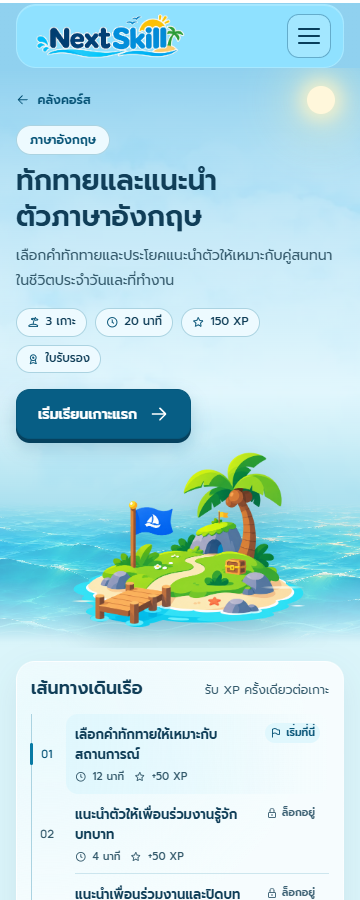 Next Skill
คลังคอร์ส
ภาษาอังกฤษ
ทักทายและแนะนำ
ตัวภาษาอังกฤษ
เลือกคำทักทายและประโยคแนะนำตัวให้เหมาะกับคู่สนทนา
ในชีวิตประจำวันและที่ทำงาน
3 เกาะ
20 นาที
150 XP
ใบรับรอง
เริ่มเรียนเกาะแรก
เส้นทางเดินเรือ
รับ XP ครั้งเดียวต่อเกาะ
01
เลือกคำทักทายให้เหมาะกับ
สถานการณ์
เริ่มที่นี่
12 นาที
+50 XP
02
แนะนำตัวให้เพื่อนร่วมงานรู้จัก
บทบาท
ล็อกอยู่
4 นาที
+50 XP
แนะนำเพื่อนร่วมงานและปิดบท
ล็อกอยู่